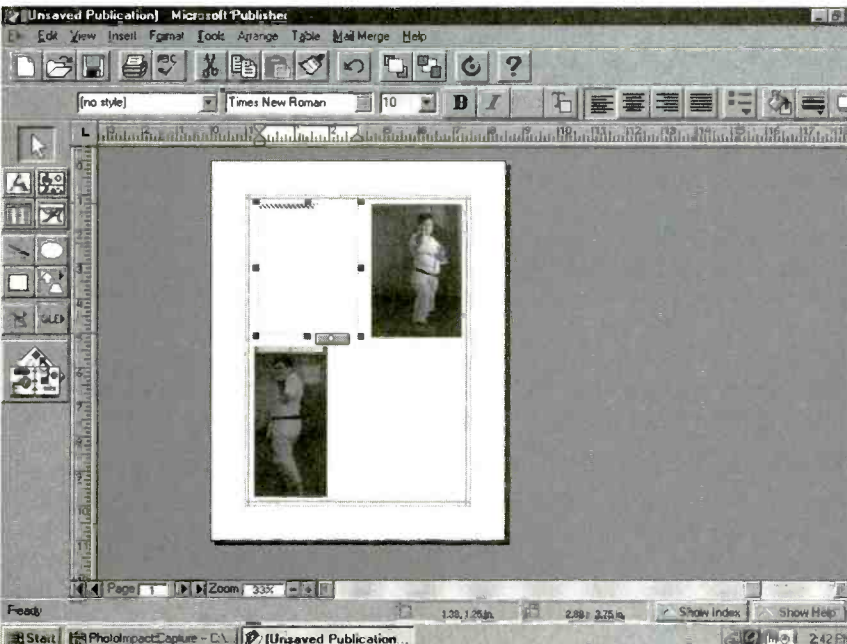 [Unsaved Publication] Microsoft Publisher
Edit View Insert Format Tools Arrange Table Mail Merge Help
(no style) Times New Roman 10 B I
Page 1 Zoom 33%
Ready 1.38, 1.25 in. 2.88 x 3.75 in. Show Index Show Help
Start PhotoImpact Capture - C:\ [Unsaved Publication... 2:42 P